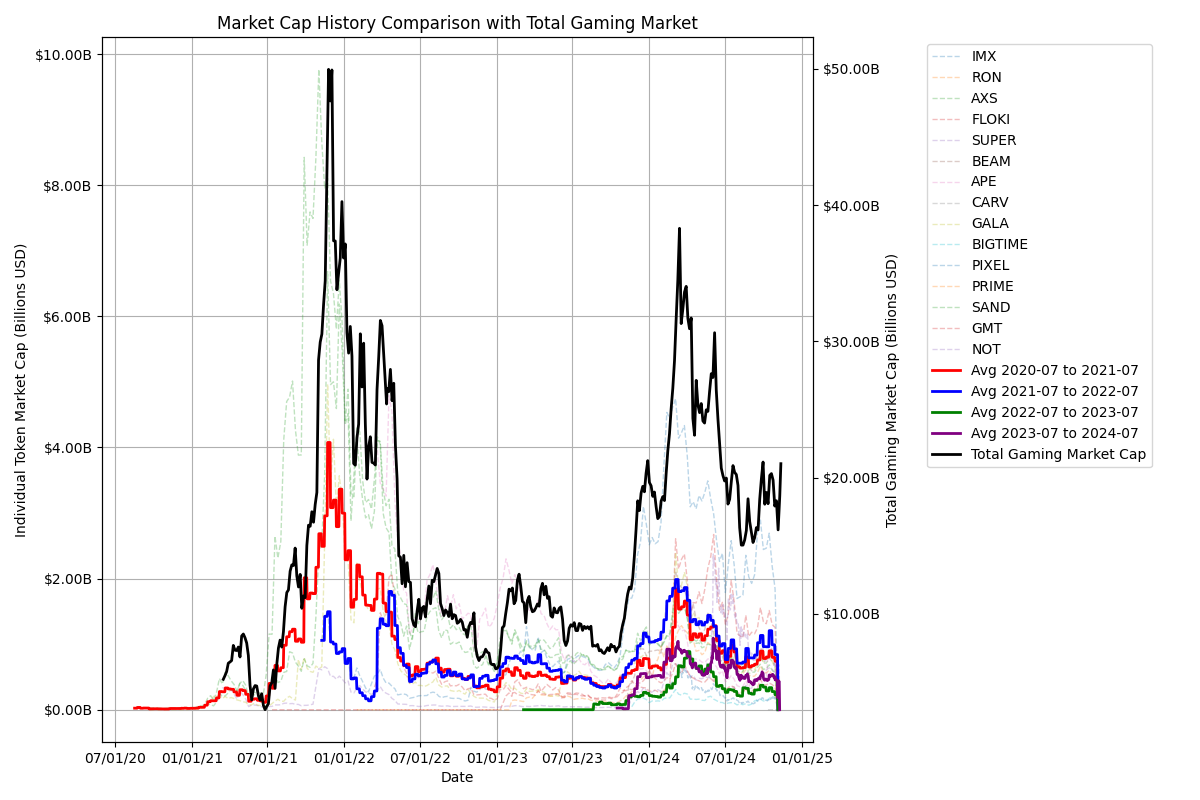 Market Cap History Comparison with Total Gaming Market
Individual Token Market Cap (Billions USD)
$10.00B
$8.00B
$6.00B
$4.00B
$2.00B
$0.00B
07/01/20
01/01/21
07/01/21
01/01/22
07/01/22
01/01/23
07/01/23
01/01/24
07/01/24
01/01/25
Date
$50.00B
$40.00B
$30.00B
$20.00B
$10.00B
Total Gaming Market Cap (Billions USD)
IMX
RON
AXS
FLOKI
SUPER
BEAM
APE
CARV
GALA
BIGTIME
PIXEL
PRIME
SAND
GMT
NOT
Avg 2020-07 to 2021-07
Avg 2021-07 to 2022-07
Avg 2022-07 to 2023-07
Avg 2023-07 to 2024-07
Total Gaming Market Cap